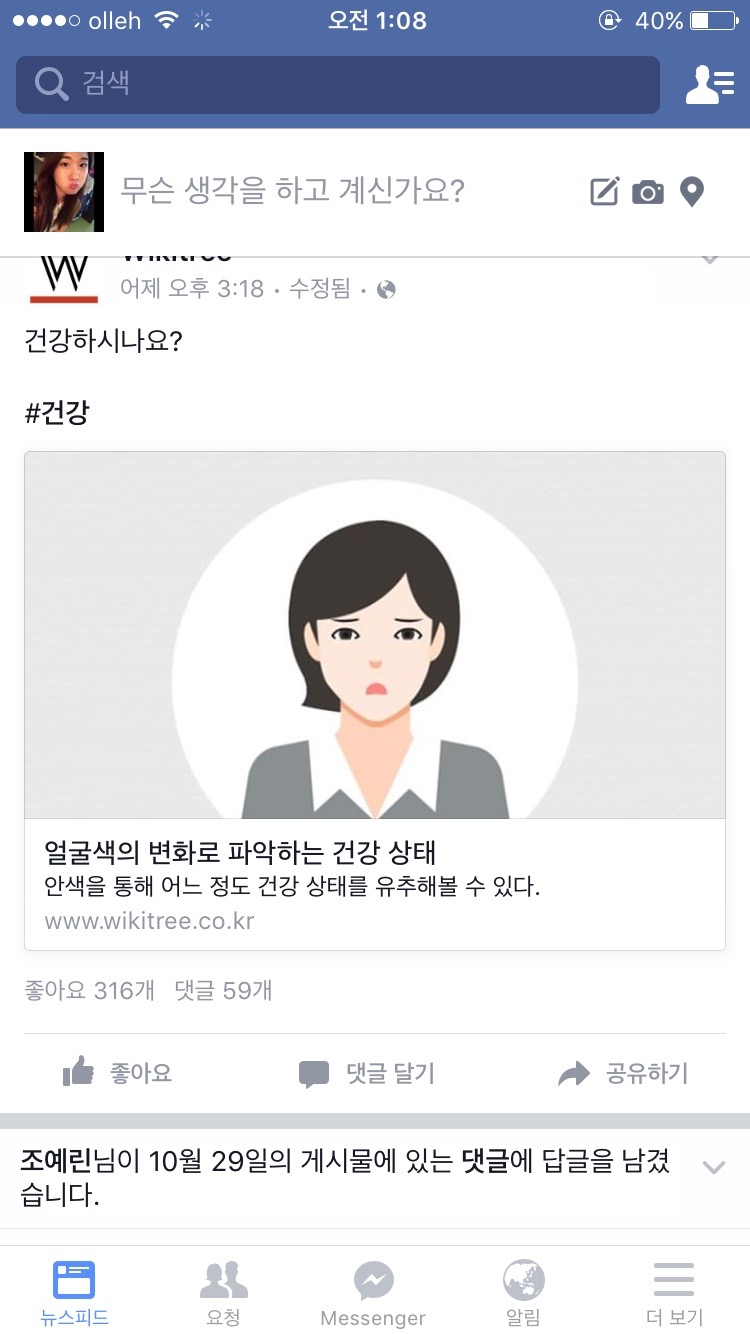 olleh 오전 1:08 40%
검색
무슨 생각을 하고 계신가요?
Wikitree
어제 오후 3:18 · 수정됨 ·
건강하시나요?
#건강
얼굴색의 변화로 파악하는 건강 상태
안색을 통해 어느 정도 건강 상태를 유추해볼 수 있다.
www.wikitree.co.kr
좋아요 316개 댓글 59개
좋아요 댓글 달기 공유하기
조예린님이 10월 29일의 게시물에 있는 댓글에 답글을 남겼
습니다.
뉴스피드 요청 Messenger 알림 더 보기